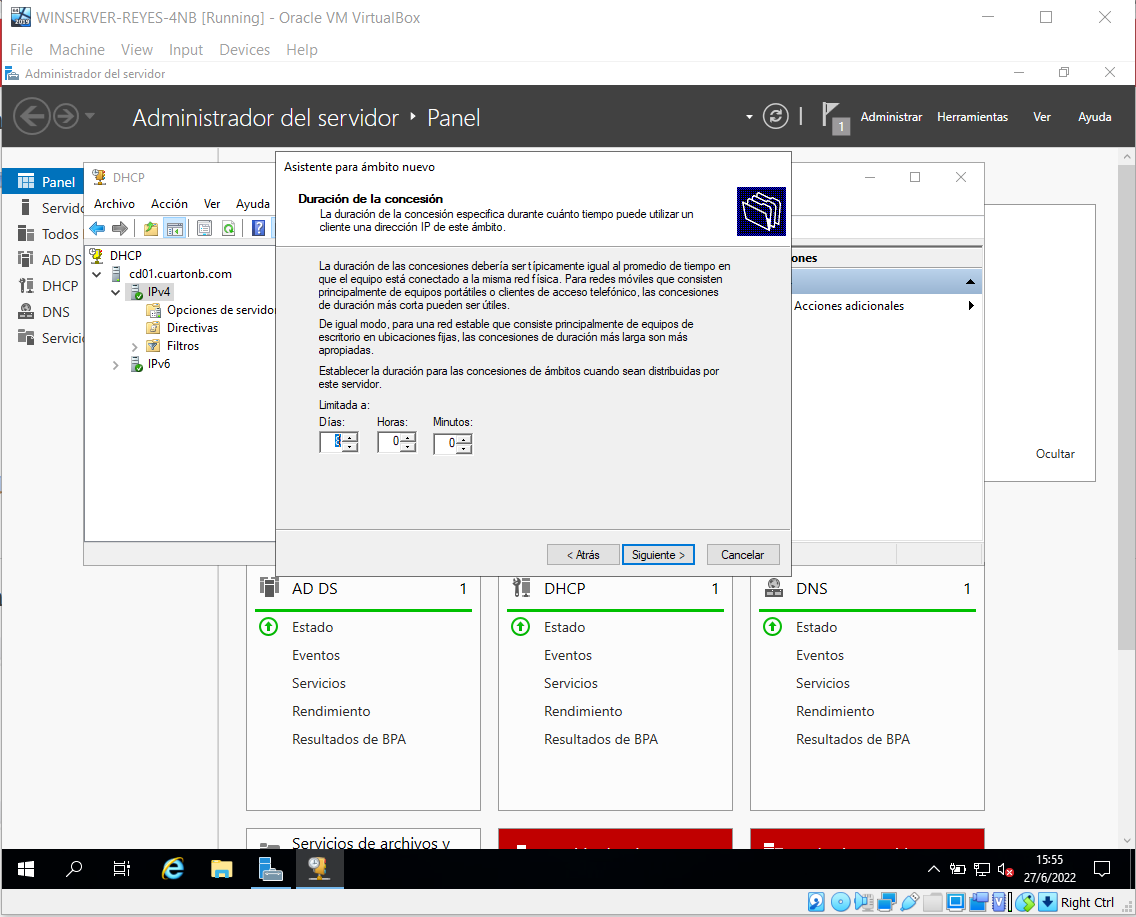 WINSERVER-REYES-4NB [Running] - Oracle VM VirtualBox
File Machine View Input Devices Help
Administrador del servidor
Administrador del servidor Panel
1 Administrar Herramientas Ver Ayuda
Panel
Servido
Todos
AD DS
DHCP
DNS
Servici
DHCP
Archivo Acción Ver Ayuda
DHCP
cd01.cuartonb.com
IPv4
Opciones de servido
Directivas
Filtros
IPv6
ones
Acciones adicionales
Ocultar
Asistente para ámbito nuevo
Duración de la concesión
La duración de la concesión especifica durante cuánto tiempo puede utilizar un
cliente una dirección IP de este ámbito.
La duración de las concesiones debería ser típicamente igual al promedio de tiempo en
que el equipo está conectado a la misma red física. Para redes móviles que consisten
principalmente de equipos portátiles o clientes de acceso telefónico, las concesiones
de duración más corta pueden ser útiles.
De igual modo, para una red estable que consiste principalmente de equipos de
escritorio en ubicaciones fijas, las concesiones de duración más larga son más
apropiadas.
Establecer la duración para las concesiones de ámbitos cuando sean distribuidas por
este servidor.
Limitada a:
Días: Horas: Minutos:
0 0
< Atrás Siguiente > Cancelar
AD DS 1
Estado
Eventos
Servicios
Rendimiento
Resultados de BPA
DHCP 1
Estado
Eventos
Servicios
Rendimiento
Resultados de BPA
DNS 1
Estado
Eventos
Servicios
Rendimiento
Resultados de BPA
Servicios de archivos y
15:55
27/6/2022
Right Ctrl